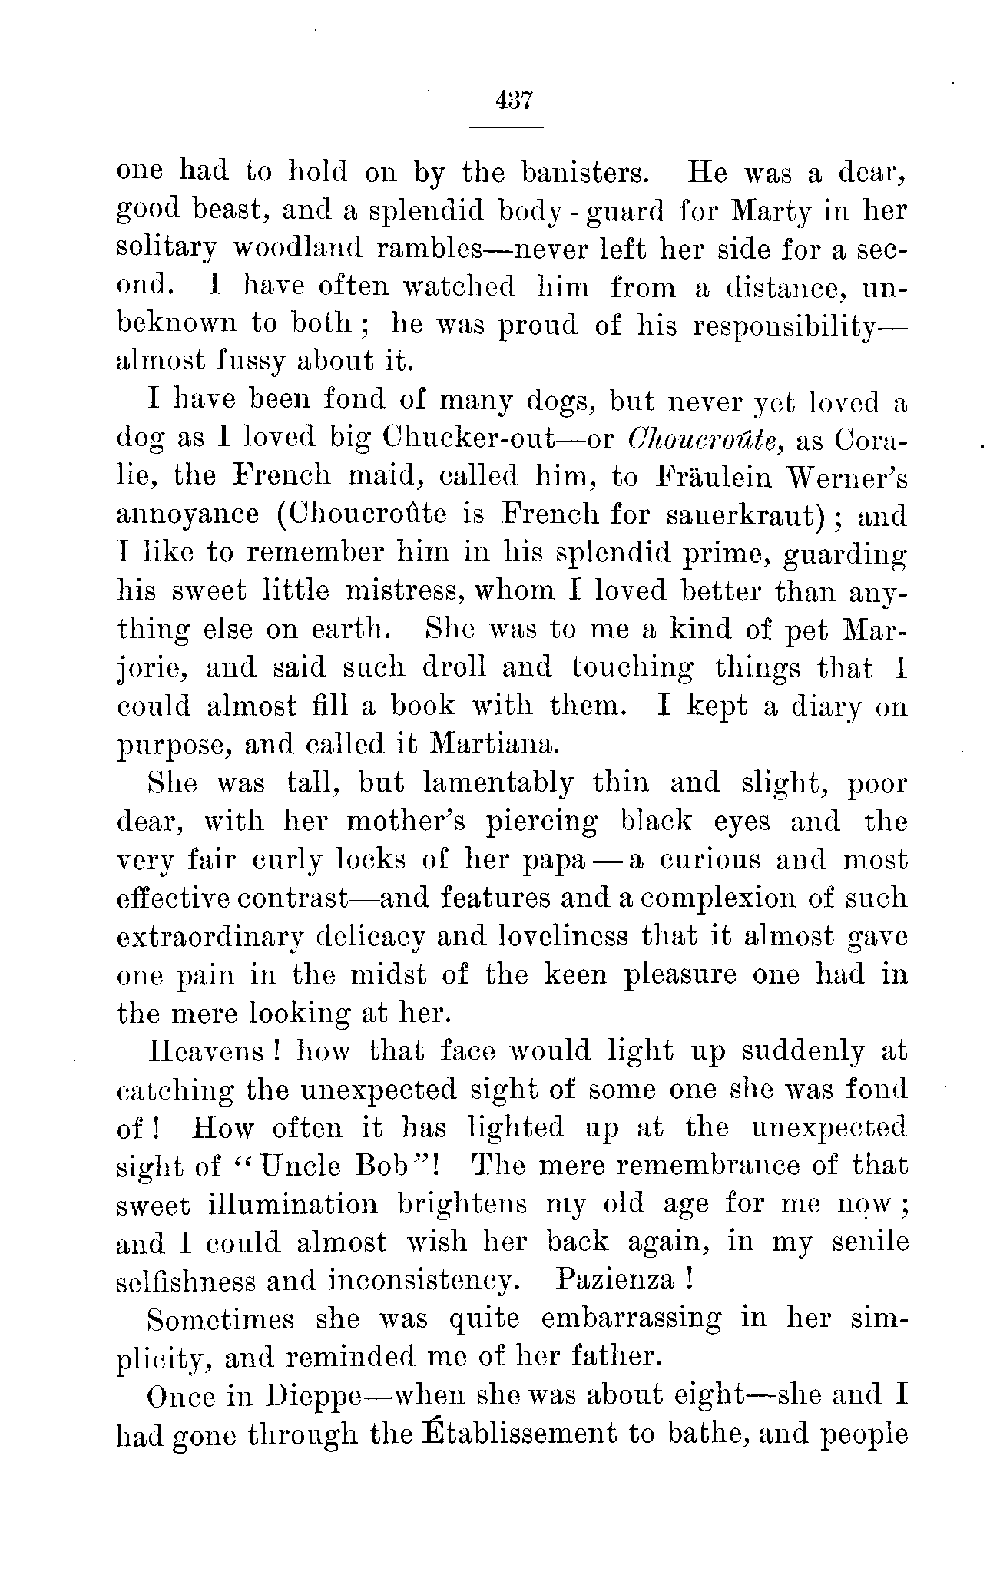 437
one had to hold on by the banisters. He was a dear,
good beast, and a splendid body-guard for Marty in her
solitary woodland rambles—never left her side for a sec-
ond. I have often watched him from a distance, un-
beknown to both; he was proud of his responsibility—
almost fussy about it.
I have been fond of many dogs, but never yet loved a
dog as I loved big Chucker-out—or Choucroûte, as Cora-
lie, the French maid, called him, to Fräulein Werner's
annoyance (Choucroûte is French for sauerkraut); and
I like to remember him in his splendid prime, guarding
his sweet little mistress, whom I loved better than any-
thing else on earth. She was to me a kind of pet Mar-
jorie, and said such droll and touching things that I
could almost fill a book with them. I kept a diary on
purpose, and called it Martiana.
She was tall, but lamentably thin and slight, poor
dear, with her mother's piercing black eyes and the
very fair curly locks of her papa—a curious and most
effective contrast—and features and a complexion of such
extraordinary delicacy and loveliness that it almost gave
one pain in the midst of the keen pleasure one had in
the mere looking at her.
Heavens! how that face would light up suddenly at
catching the unexpected sight of some one she was fond
of! How often it has lighted up at the unexpected
sight of "Uncle Bob"! The mere remembrance of that
sweet illumination brightens my old age for me now;
and I could almost wish her back again, in my senile
selfishness and inconsistency. Pazienza!
Sometimes she was quite embarrassing in her sim-
plicity, and reminded me of her father.
Once in Dieppe—when she was about eight—she and I
had gone through the Établissement to bathe, and people